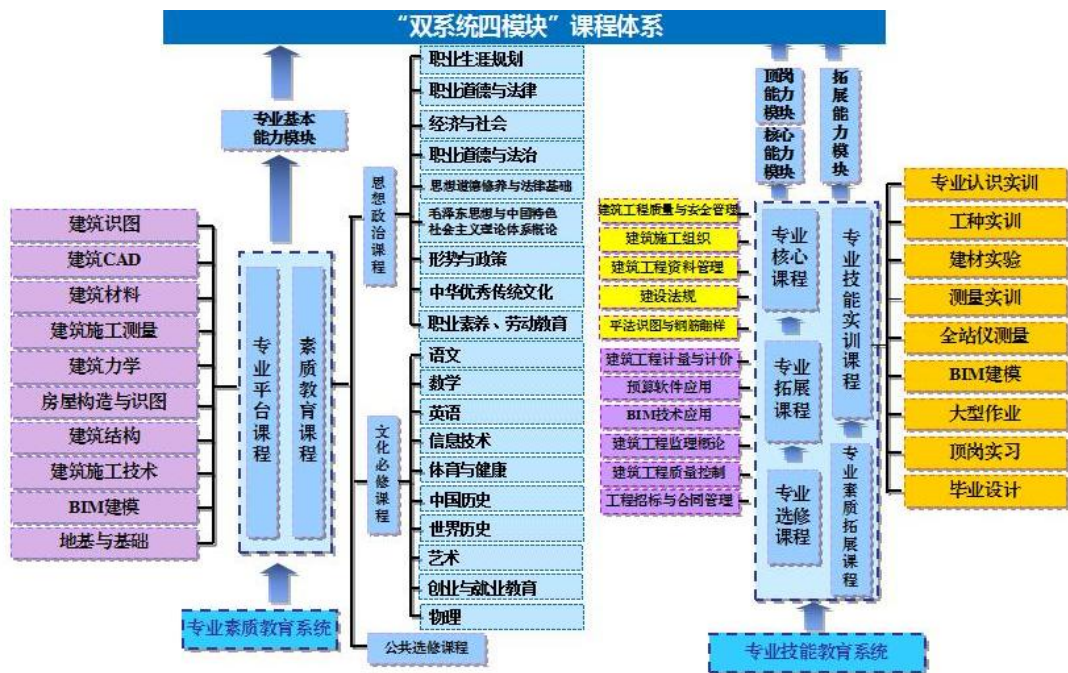 “双系统四模块”课程体系
专业基本
能力模块
建筑识图
建筑CAD
建筑材料
建筑施工测量
建筑力学
房屋构造与识图
建筑结构
建筑施工技术
BIM建模
地基与基础
专业平台课程
素质教育课程
专业素质教育系统
思想政治课程
职业生涯规划
职业道德与法律
经济与社会
职业道德与法治
思想道德修养与法律基础
毛泽东思想与中国特色
社会主义理论体系概论
形势与政策
中华优秀传统文化
职业素养、劳动教育
文化必修课程
语文
数学
英语
信息技术
体育与健康
中国历史
世界历史
艺术
创业与就业教育
物理
公共选修课程
顶岗
能力
模块
核心
能力
模块
拓展能力模块
建筑工程质量与安全管理
建筑施工组织
建筑工程资料管理
建设法规
平法识图与钢筋翻样
建筑工程计量与计价
预算软件应用
BIM技术应用
建筑工程监理概论
建筑工程质量控制
工程招标与合同管理
专业
核心
课程
专业
拓展
课程
专业
选修
课程
专业技能实训课程
专业素质拓展课程
专业认识实训
工种实训
建材实验
测量实训
全站仪测量
BIM建模
大型作业
顶岗实习
毕业设计
专业技能教育系统